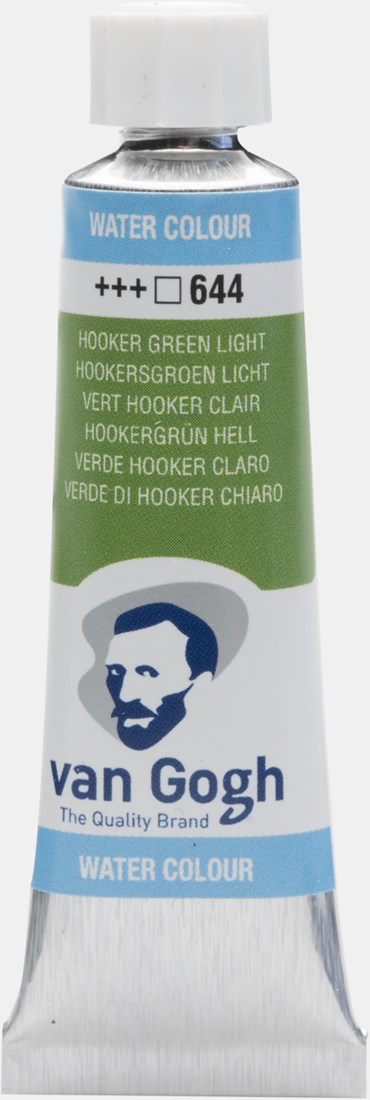 WATER COLOUR
+++□644
HOOKER GREEN LIGHT
HOOKERSGROEN LICHT
VERT HOOKER CLAIR
HOOKERGRÜN HELL
VERDE HOOKER CLARO
VERDE DI HOOKER CHIARO
van Gogh
The Quality Brand
WATER COLOUR